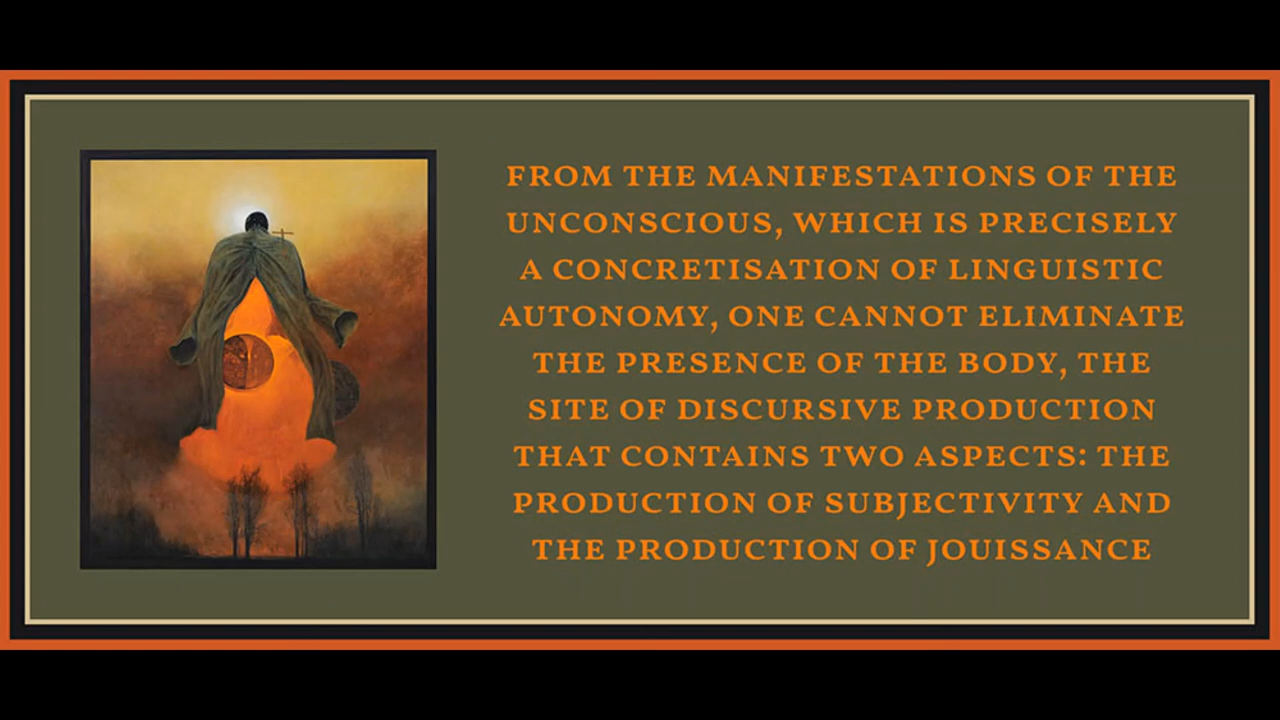 FROM THE MANIFESTATIONS OF THE
UNCONSCIOUS, WHICH IS PRECISELY
A CONCRETISATION OF LINGUISTIC
AUTONOMY, ONE CANNOT ELIMINATE
THE PRESENCE OF THE BODY, THE
SITE OF DISCURSIVE PRODUCTION
THAT CONTAINS TWO ASPECTS: THE
PRODUCTION OF SUBJECTIVITY AND
THE PRODUCTION OF JOUISSANCE